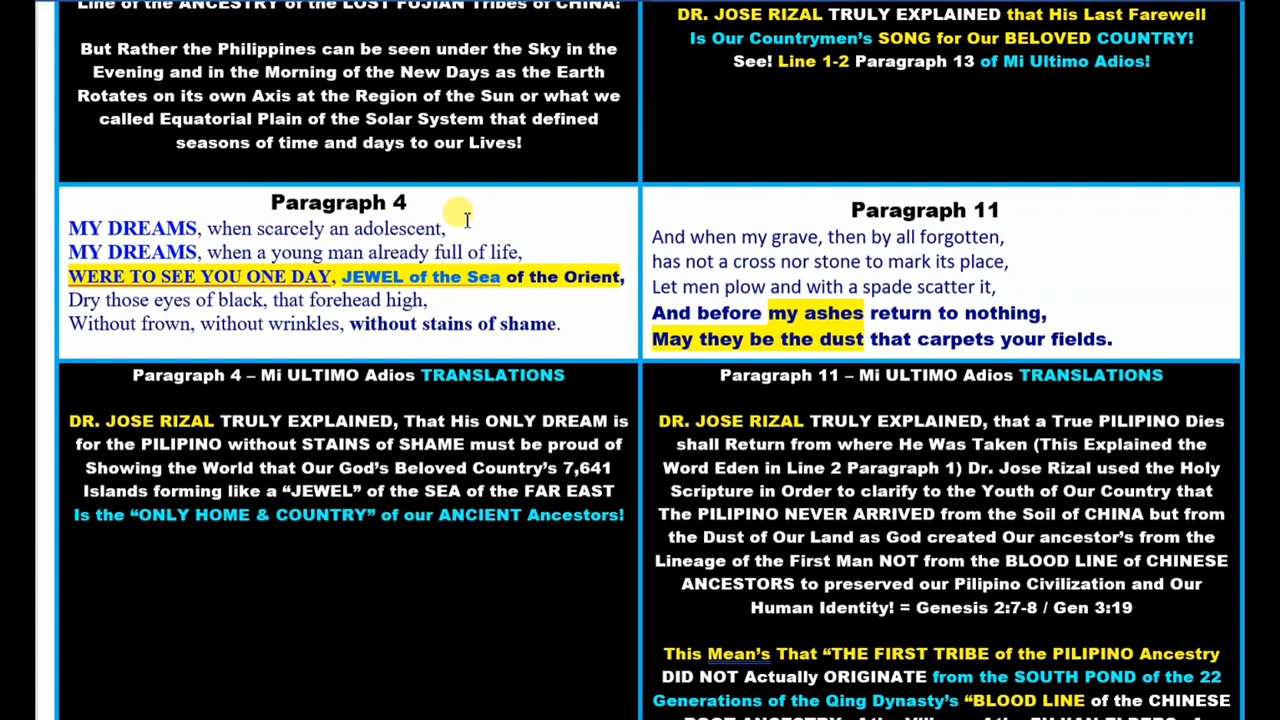 Line of the ANCESTRY of the LOST FUJIAN Tribes of CHINA!
But Rather the Philippines can be seen under the Sky in the
Evening and in the Morning of the New Days as the Earth
Rotates on its own Axis at the Region of the Sun or what we
called Equatorial Plain of the Solar System that defined
seasons of time and days to our Lives!
DR. JOSE RIZAL TRULY EXPLAINED that His Last Farewell
Is Our Countrymen's SONG for Our BELOVED COUNTRY!
See! Line 1-2 Paragraph 13 of Mi Ultimo Adios!
Paragraph 4
MY DREAMS, when scarcely an adolescent,
MY DREAMS, when a young man already full of life,
WERE TO SEE YOU ONE DAY, JEWEL of the Sea of the Orient,
Dry those eyes of black, that forehead high,
Without frown, without wrinkles, without stains of shame.
Paragraph 11
And when my grave, then by all forgotten,
has not a cross nor stone to mark its place,
Let men plow and with a spade scatter it,
And before my ashes return to nothing,
May they be the dust that carpets your fields.
Paragraph 4 – Mi ULTIMO Adios TRANSLATIONS
DR. JOSE RIZAL TRULY EXPLAINED, That His ONLY DREAM is
for the PILIPINO without STAINS of SHAME must be proud of
Showing the World that Our God's Beloved Country's 7,641
Islands forming like a “JEWEL” of the SEA of the FAR EAST
Is the “ONLY HOME & COUNTRY” of our ANCIENT Ancestors!
Paragraph 11 – Mi ULTIMO Adios TRANSLATIONS
DR. JOSE RIZAL TRULY EXPLAINED, that a True PILIPINO Dies
shall Return from where He Was Taken (This Explained the
Word Eden in Line 2 Paragraph 1) Dr. Jose Rizal used the Holy
Scripture in Order to clarify to the Youth of Our Country that
The PILIPINO NEVER ARRIVED from the Soil of CHINA but from
the Dust of Our Land as God created Our ancestor's from the
Lineage of the First Man NOT from the BLOOD LINE of CHINESE
ANCESTORS to preserved our Pilipino Civilization and Our
Human Identity! = Genesis 2:7-8 / Gen 3:19
This Mean's That “THE FIRST TRIBE of the PILIPINO Ancestry
DID NOT Actually ORIGINATE from the SOUTH POND of the 22
Generations of the Qing Dynasty's “BLOOD LINE of the CHINESE